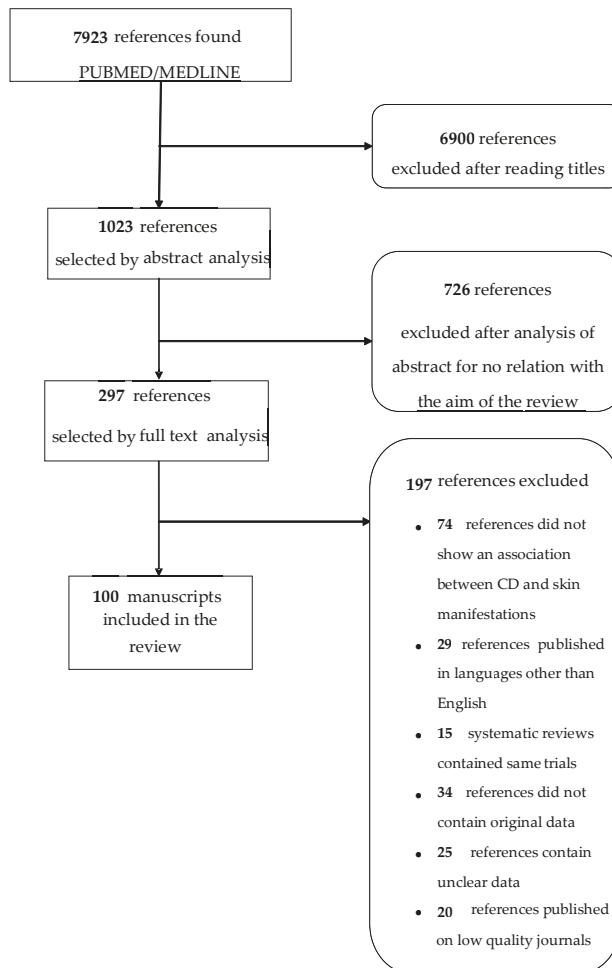 7923 references found
PUBMED/MEDLINE
6900 references
excluded after reading titles
1023 references
selected by abstract analysis
726 references
excluded after analysis of
abstract for no relation with
the aim of the review
297 references
selected by full text analysis
197 references excluded
• 74 references did not
show an association
between CD and skin
manifestations
• 29 references published
in languages other than
English
• 15 systematic reviews
contained same trials
• 34 references did not
contain original data
• 25 references contain
unclear data
• 20 references published
on low quality journals
100 manuscripts
included in the
review